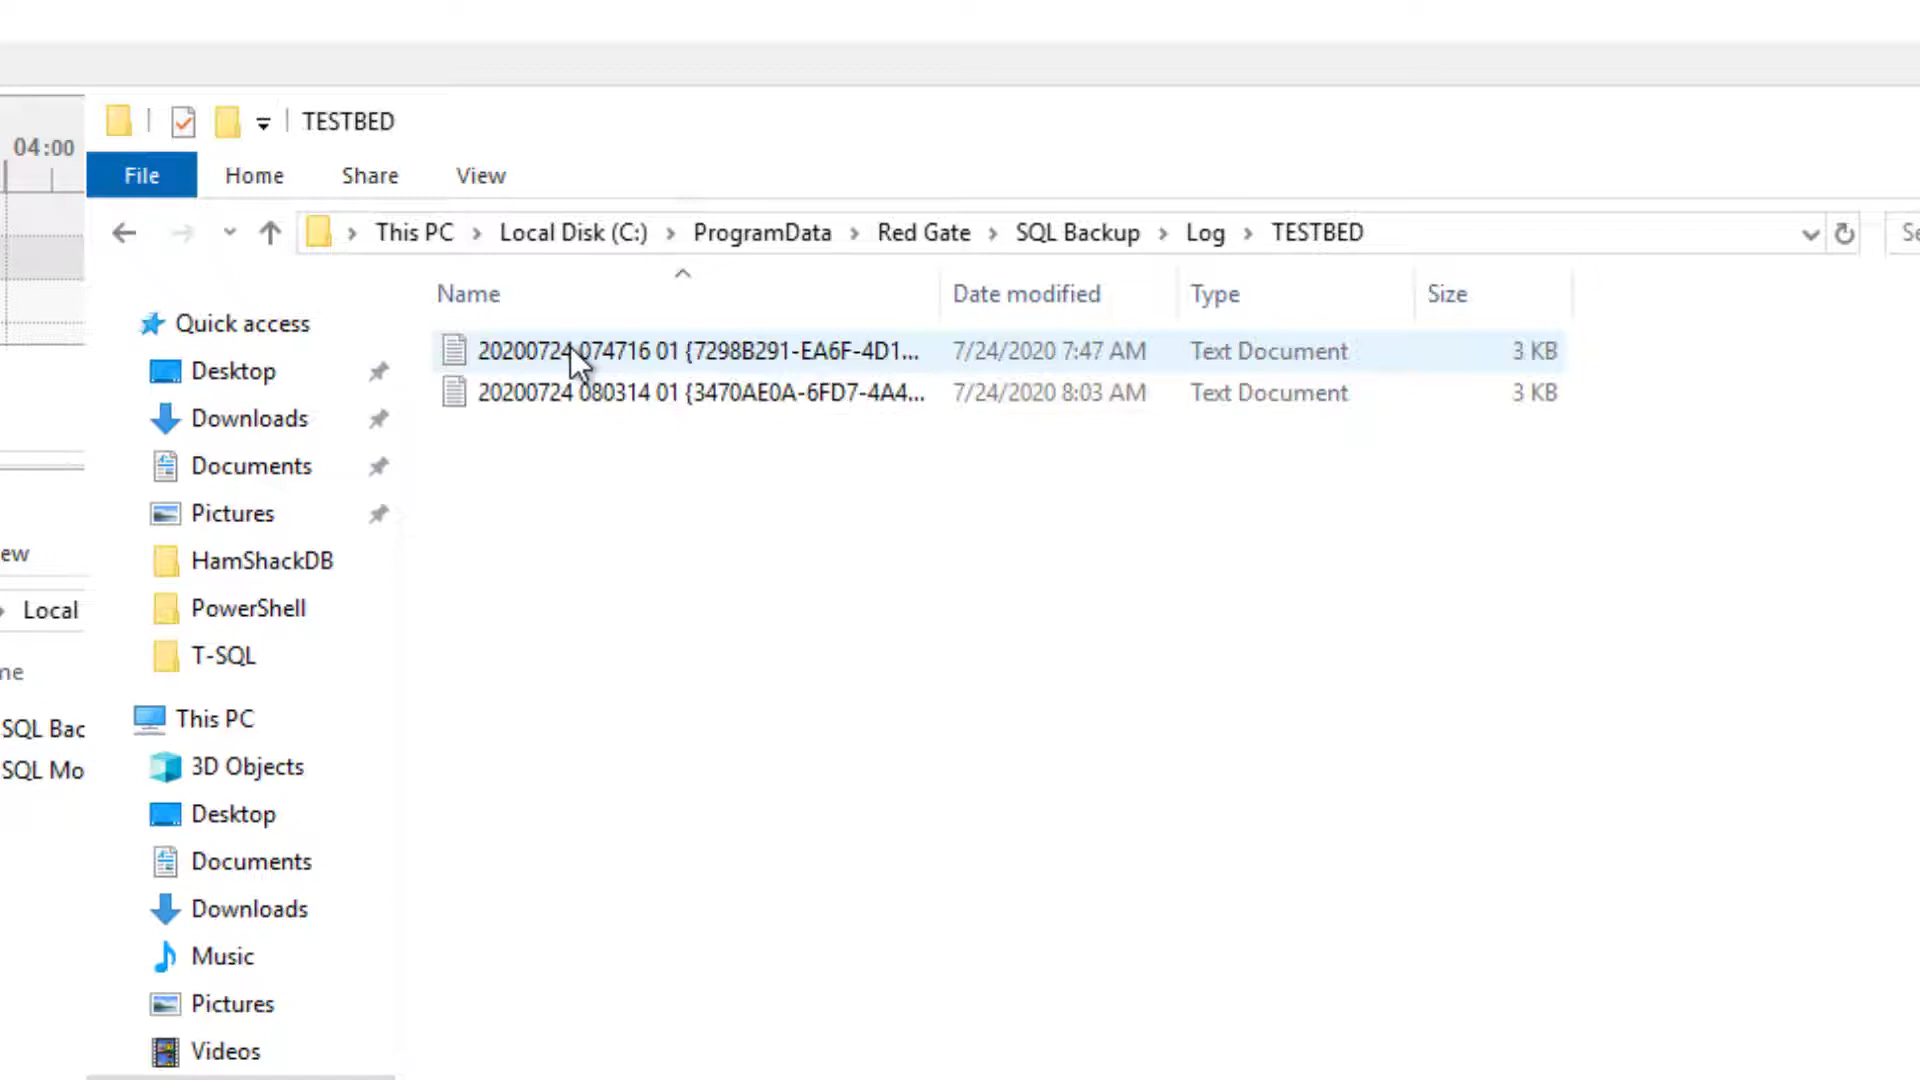 TESTBED
04:00
File Home Share View
This PC > Local Disk (C:) > ProgramData > Red Gate > SQL Backup > Log > TESTBED
Name Date modified Type Size
20200724 074716 01 {7298B291-EA6F-4D1... 7/24/2020 7:47 AM Text Document 3 KB
20200724 080314 01 {3470AE0A-6FD7-4A4... 7/24/2020 8:03 AM Text Document 3 KB
Quick access
Desktop
Downloads
Documents
Pictures
HamShackDB
PowerShell
T-SQL
This PC
3D Objects
Desktop
Documents
Downloads
Music
Pictures
Videos
ew
Local
me
SQL Bac
SQL Mo